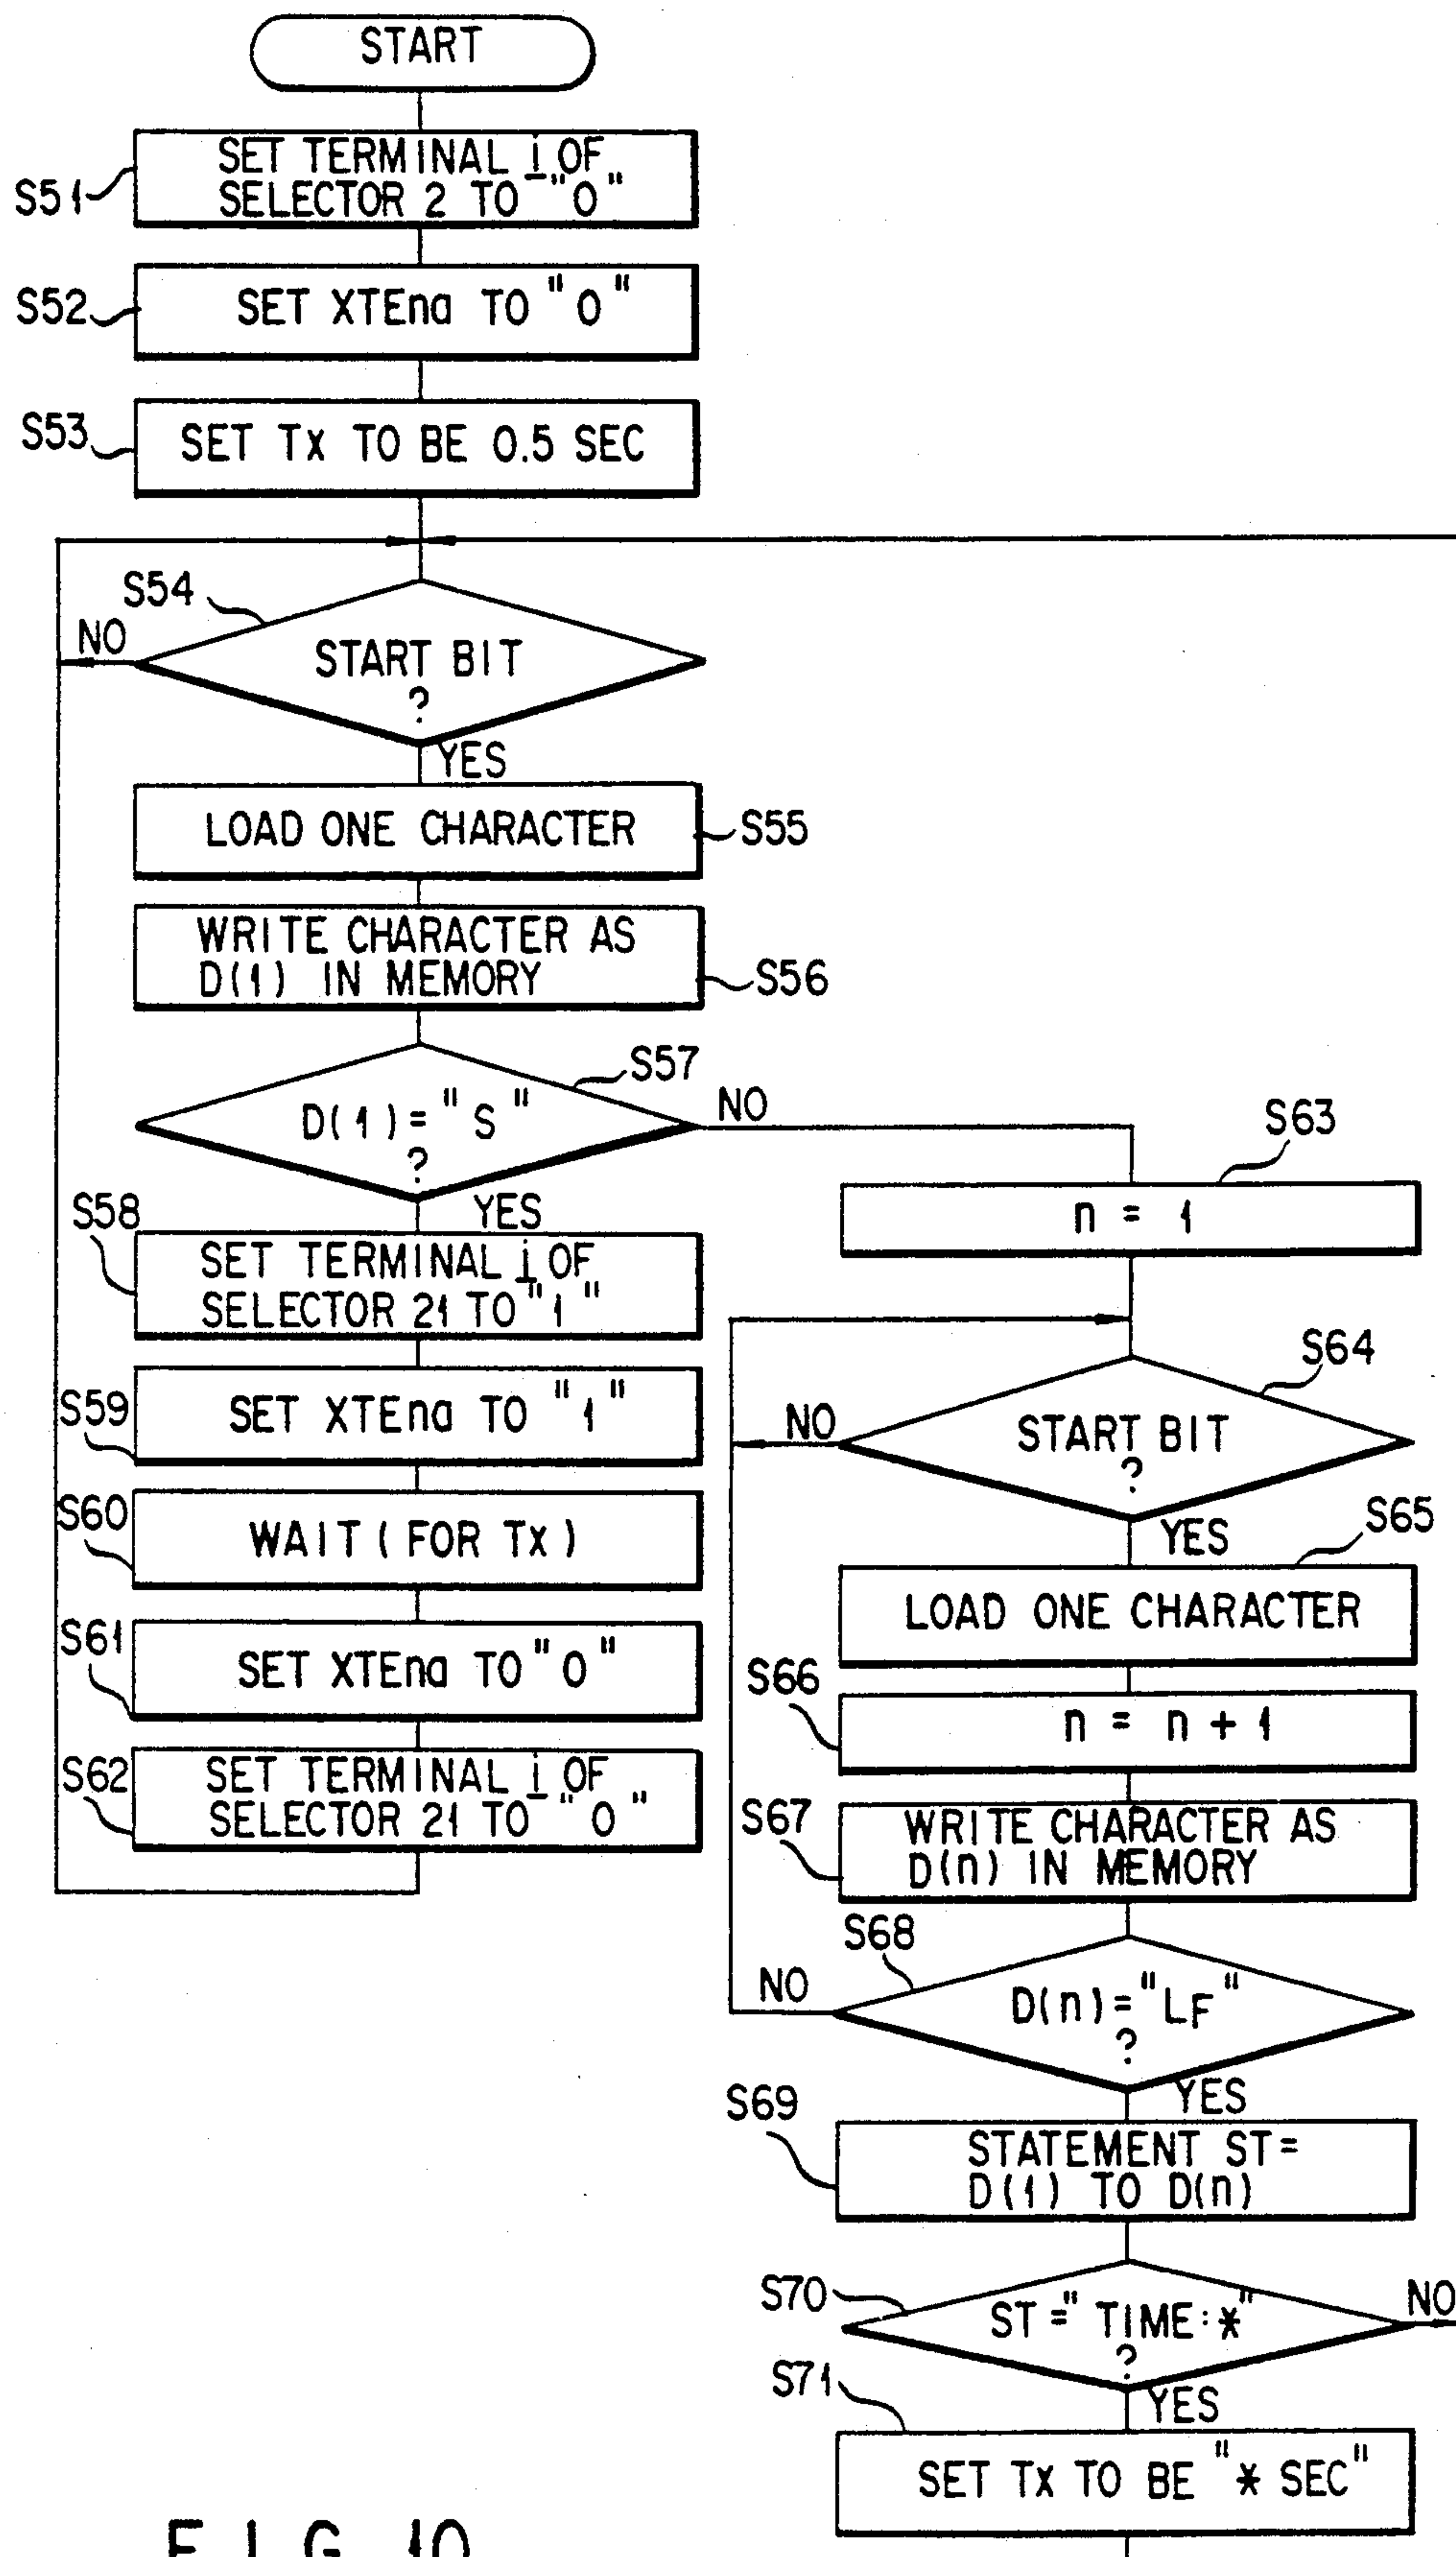 START
S51
SET TERMINAL i OF
SELECTOR 2 TO "0"
S52
SET XTEna TO "0"
S53
SET Tx TO BE 0.5 SEC
S54
NO
START BIT
?
YES
LOAD ONE CHARACTER
S55
WRITE CHARACTER AS
D(1) IN MEMORY
S56
S57
D(1)="S"
?
NO
YES
S58
SET TERMINAL i OF
SELECTOR 21 TO "1"
S59
SET XTEna TO "1"
S60
WAIT (FOR Tx)
S61
SET XTEna TO "0"
S62
SET TERMINAL i OF
SELECTOR 21 TO "0"
S63
n = 1
S64
NO
START BIT
?
YES
S65
LOAD ONE CHARACTER
S66
n = n + 1
S67
WRITE CHARACTER AS
D(n) IN MEMORY
S68
NO
D(n)="LF"
?
YES
S69
STATEMENT ST=
D(1) TO D(n)
S70
ST="TIME:*"
?
NO
YES
S71
SET Tx TO BE "* SEC"
FIG. 10